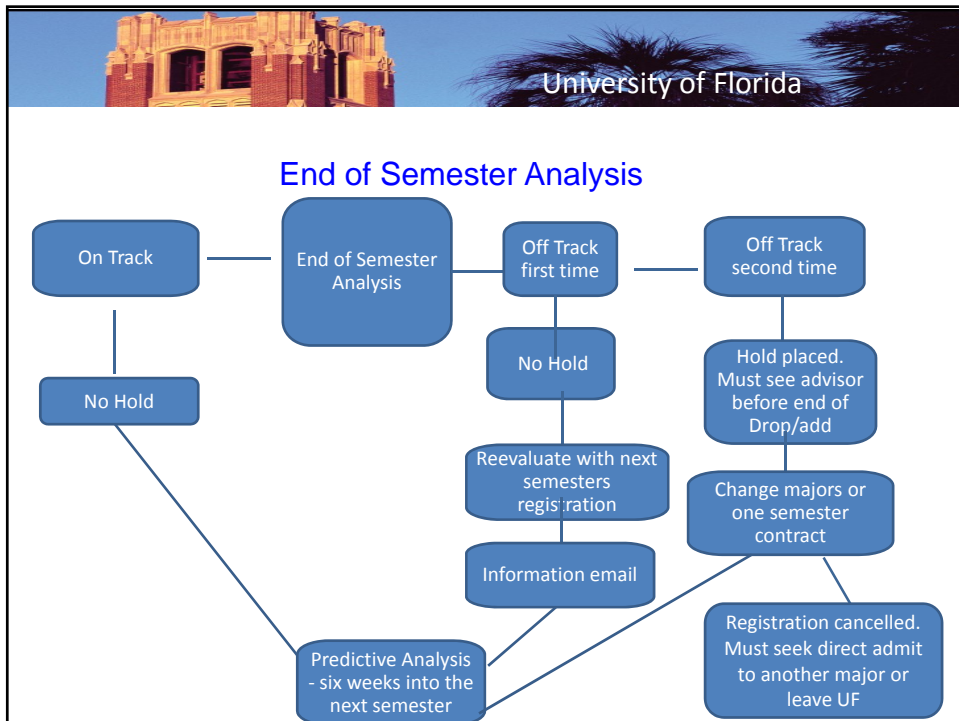 University of Florida
End of Semester Analysis
On Track
End of Semester
Analysis
Off Track
first time
Off Track
second time
No Hold
No Hold
Hold placed.
Must see advisor
before end of
Drop/add
Reevaluate with next
semesters
registration
Change majors or
one semester
contract
Information email
Predictive Analysis
- six weeks into the
next semester
Registration cancelled.
Must seek direct admit
to another major or
leave UF